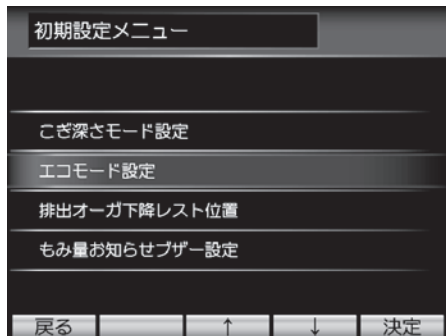 初期設定メニュー
こぎ深さモード設定
エコモード設定
排出オーガ下降レスト位置
もみ量お知らせブザー設定
戻る ↑ ↓ 決定